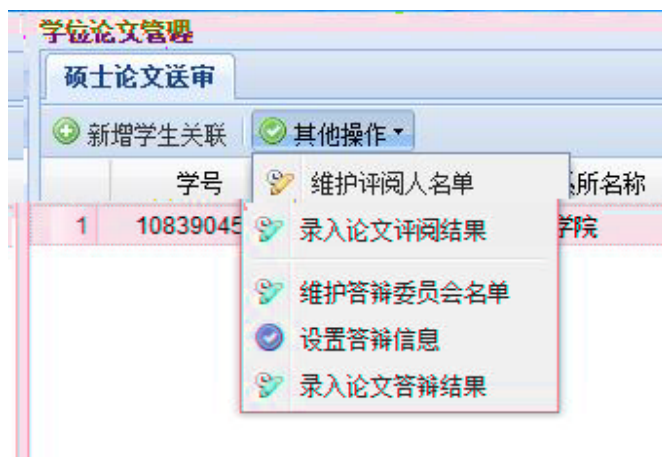 学位论文管理
硕士论文送审
新增学生关联 其他操作
学号 所名称
维护评阅人名单
1 10839045 学院
录入论文评阅结果
维护答辩委员会名单
设置答辩信息
录入论文答辩结果